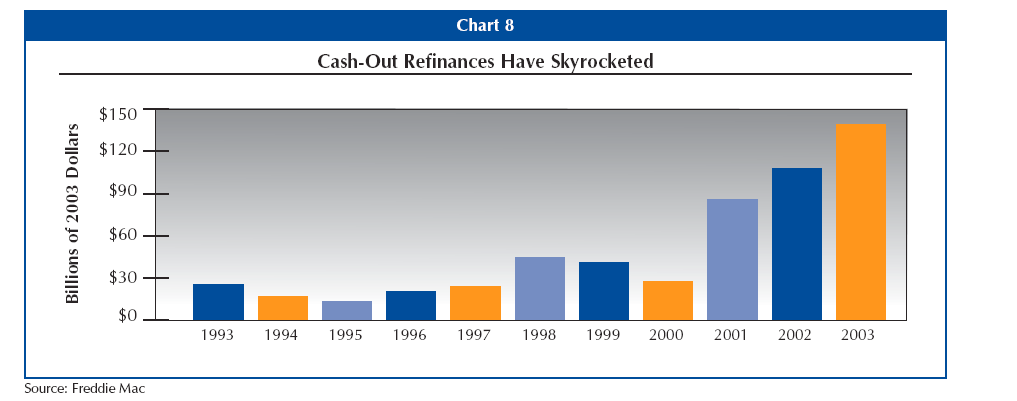 Chart 8
Cash-Out Refinances Have Skyrocketed
Billions of 2003 Dollars
$150
$120
$90
$60
$30
$0
1993 1994 1995 1996 1997 1998 1999 2000 2001 2002 2003
Source: Freddie Mac